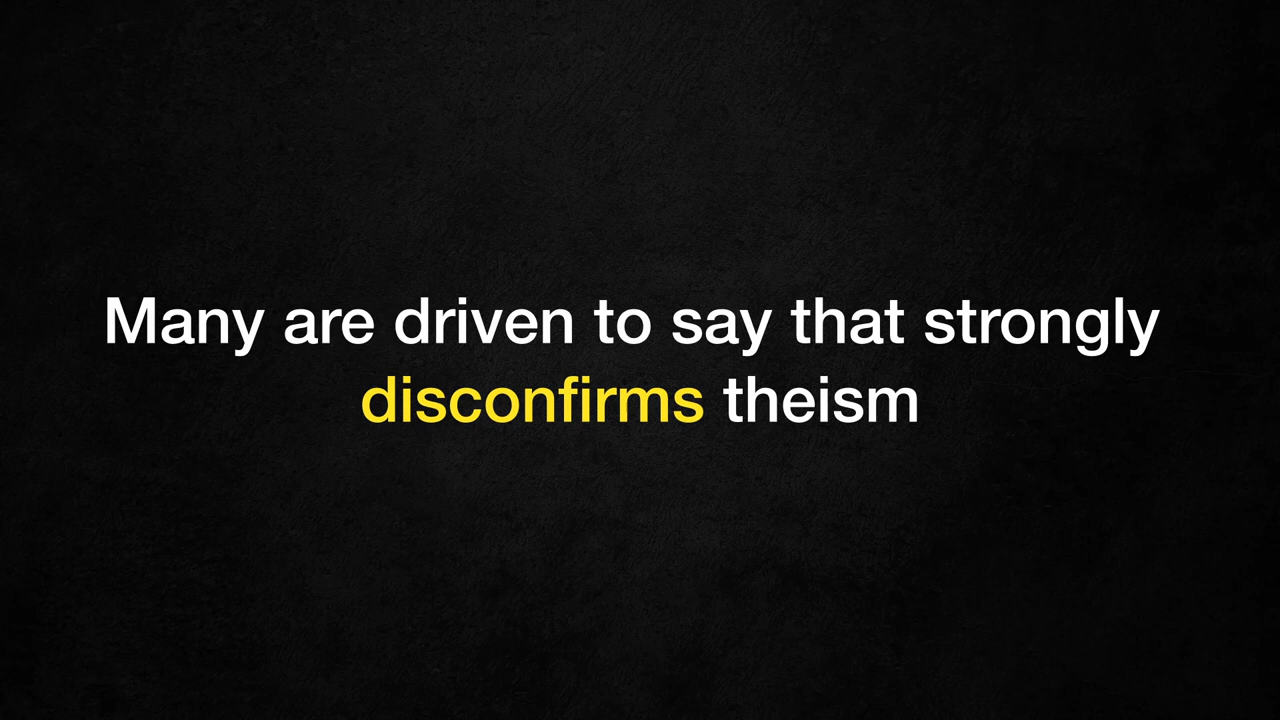 Many are driven to say that strongly
disconfirms theism